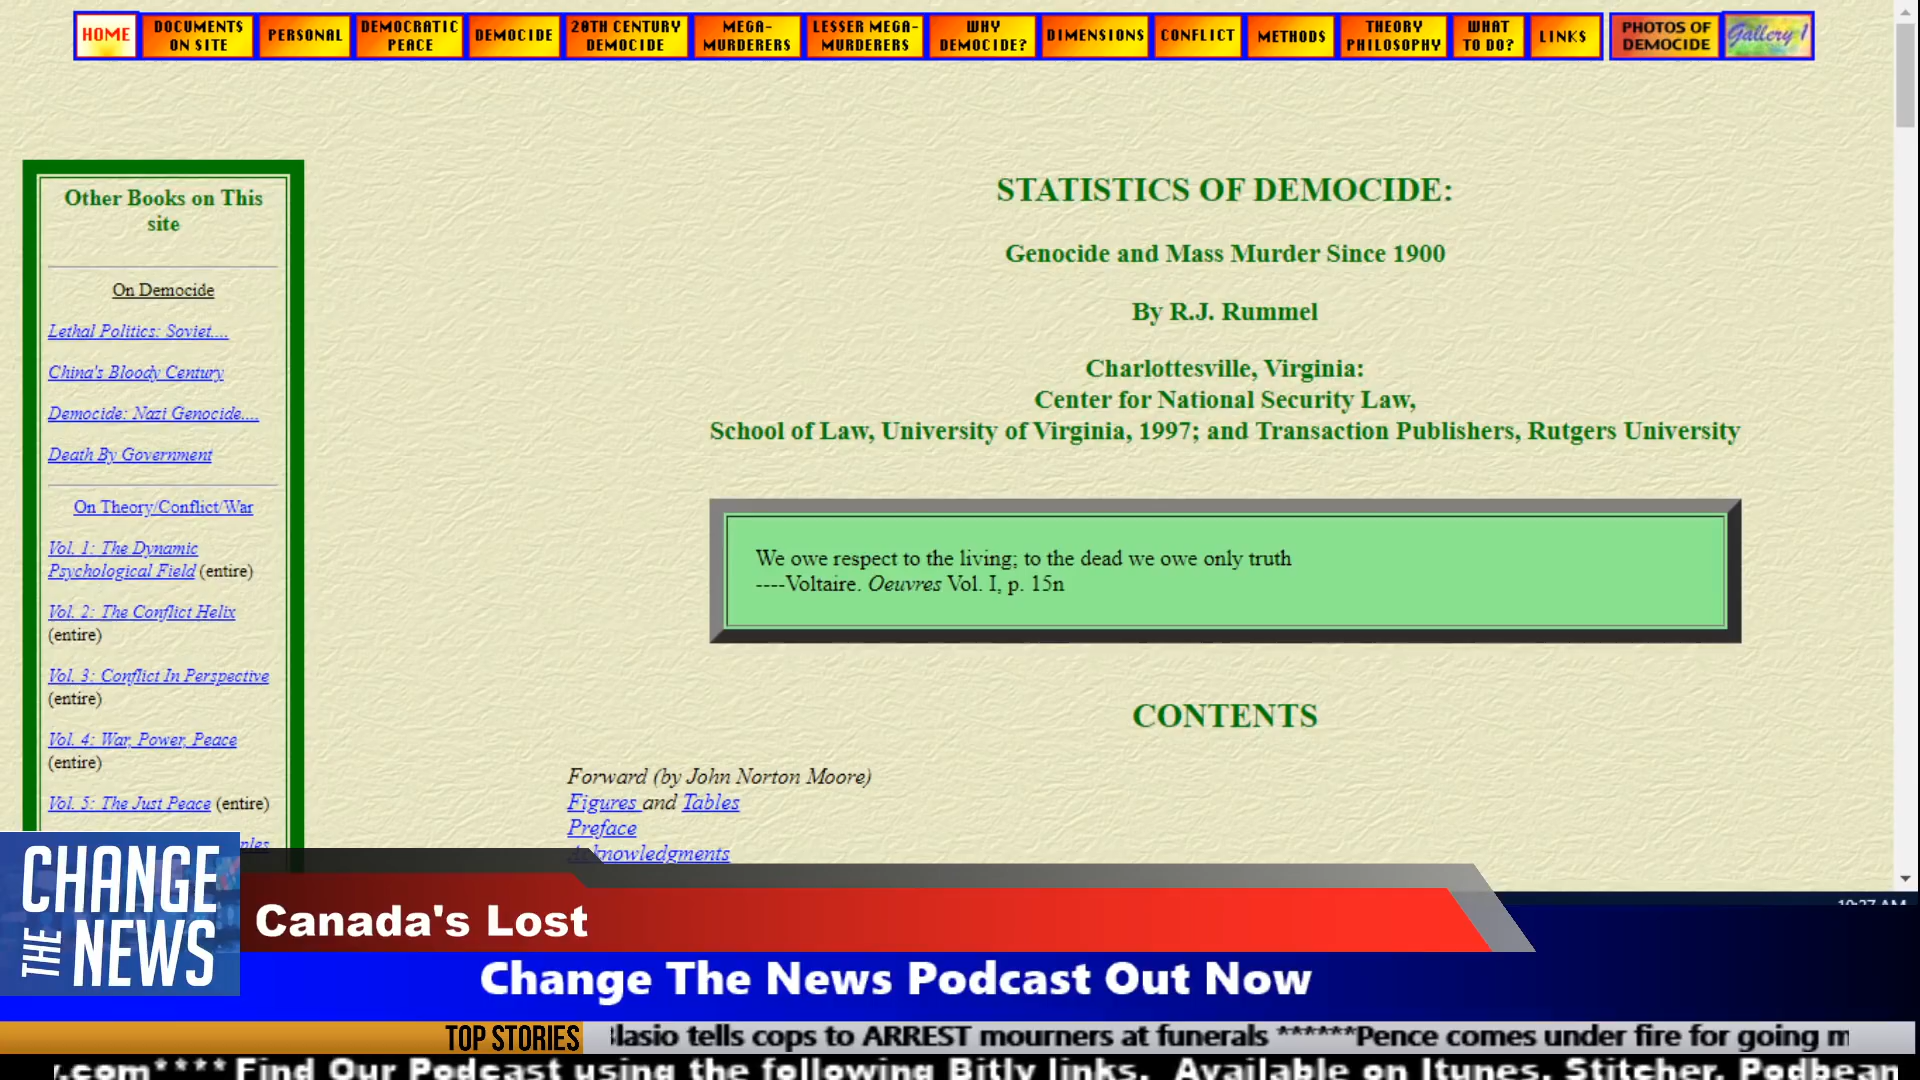 HOME
DOCUMENTS
ON SITE
PERSONAL
DEMOCRATIC
PEACE
DEMOCIDE
20TH CENTURY
DEMOCIDE
MEGA-
MURDERERS
LESSER MEGA-
MURDERERS
WHY
DEMOCIDE?
DIMENSIONS
CONFLICT
METHODS
THEORY
PHILOSOPHY
WHAT
TO DO?
LINKS
PHOTOS OF
DEMOCIDE
Gallery 1
Other Books on This
site
On Democide
Lethal Politics: Soviet....
China's Bloody Century
Democide: Nazi Genocide....
Death By Government
On Theory/Conflict/War
Vol. 1: The Dynamic
Psychological Field (entire)
Vol. 2: The Conflict Helix
(entire)
Vol. 3: Conflict In Perspective
(entire)
Vol. 4: War, Power, Peace
(entire)
Vol. 5: The Just Peace (entire)
STATISTICS OF DEMOCIDE:
Genocide and Mass Murder Since 1900
By R.J. Rummel
Charlottesville, Virginia:
Center for National Security Law,
School of Law, University of Virginia, 1997; and Transaction Publishers, Rutgers University
We owe respect to the living; to the dead we owe only truth
----Voltaire. Oeuvres Vol. I, p. 15n
CONTENTS
Forward (by John Norton Moore)
Figures and Tables
Preface
Acknowledgments
CHANGE
THE NEWS
Canada's Lost
Change The News Podcast Out Now
TOP STORIES
lasio tells cops to ARREST mourners at funerals ******Pence comes under fire for going m
.com**** Find Our Podcast using the following Bitly links. Available on Itunes, Stitcher, Podbean